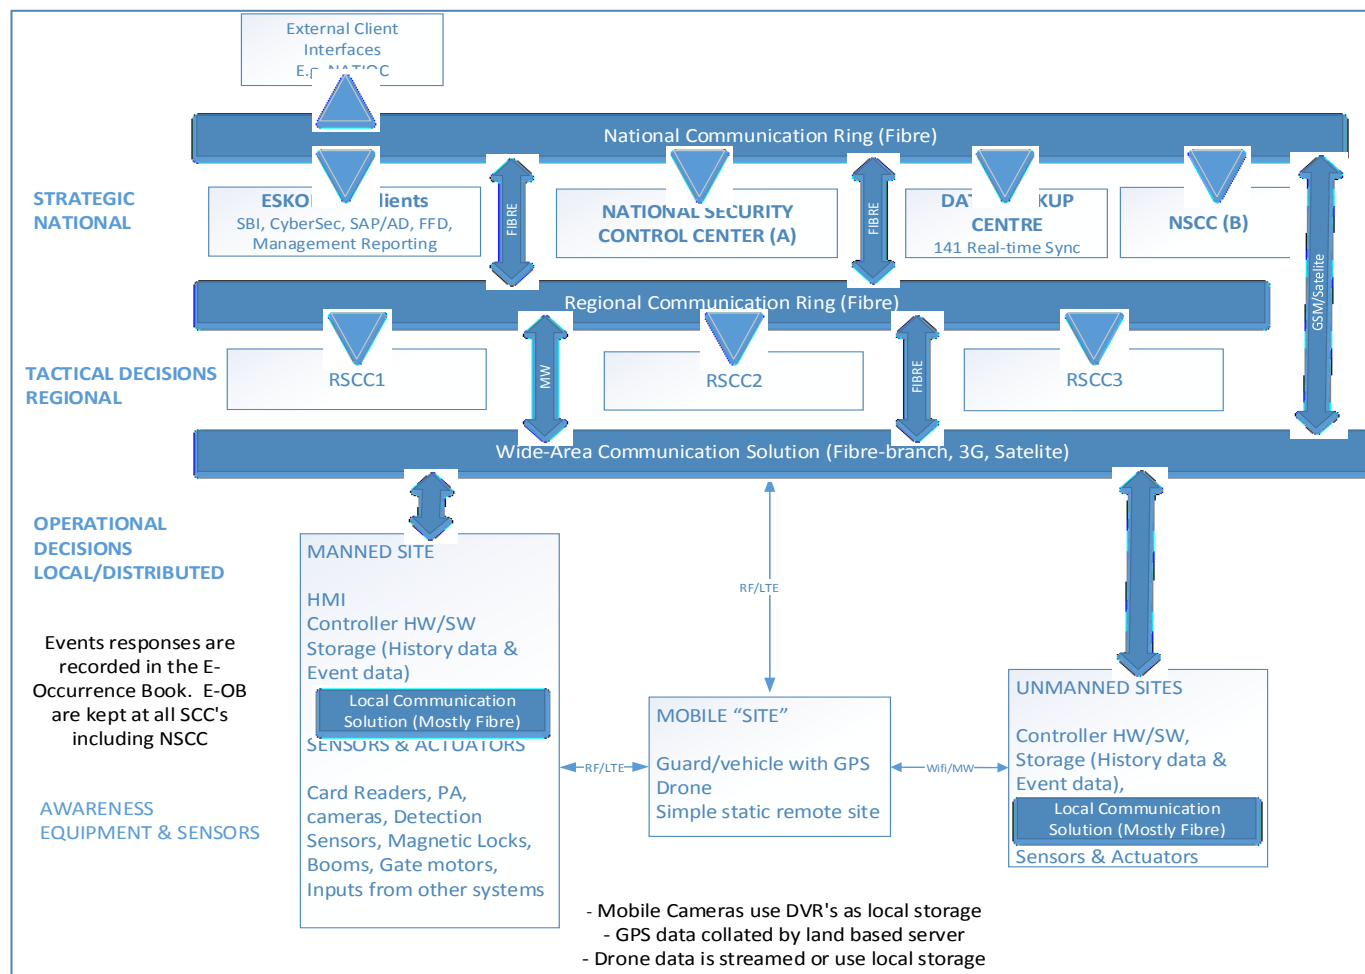 External Client
Interfaces
E.g. NATJOC
National Communication Ring (Fibre)
STRATEGIC
NATIONAL
SBI, CyberSec, SAP/AD, FFD,
Management Reporting
FIBRE
NATIONAL SECURITY
CONTROL CENTER (A)
FIBRE
CENTRE
141 Real-time Sync
NSCC (B)
GSM/Satelite
Regional Communication Ring (Fibre)
TACTICAL DECISIONS
REGIONAL
RSCC1
MW
RSCC2
FIBRE
RSCC3
Wide-Area Communication Solution (Fibre-branch, 3G, Satelite)
OPERATIONAL
DECISIONS
LOCAL/DISTRIBUTED
Events responses are
recorded in the E-
Occurrence Book. E-OB
are kept at all SCC's
including NSCC
AWARENESS
EQUIPMENT & SENSORS
MANNED SITE
HMI
Controller HW/SW
Storage (History data &
Event data)
Local Communication
Solution (Mostly Fibre)
SENSORS & ACTUATORS
Card Readers, PA,
cameras, Detection
Sensors, Magnetic Locks,
Booms, Gate motors,
Inputs from other systems
RF/LTE
RF/LTE
MOBILE “SITE”
Guard/vehicle with GPS
Drone
Simple static remote site
Wifi/MW
UNMANNED SITES
Controller HW/SW,
Storage (History data &
Event data),
Local Communication
Solution (Mostly Fibre)
Sensors & Actuators
- Mobile Cameras use DVR's as local storage
- GPS data collated by land based server
- Drone data is streamed or use local storage